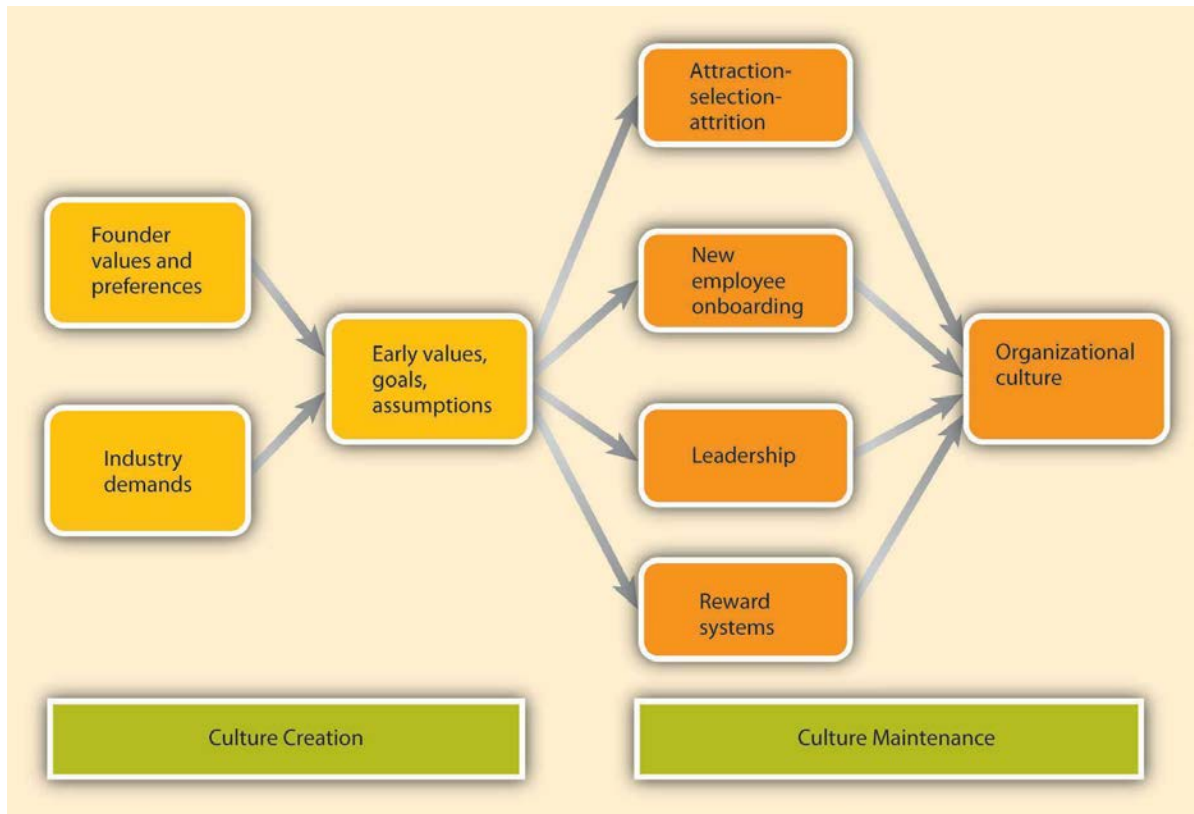 Founder
values and
preferences
Industry
demands
Early values,
goals,
assumptions
Attraction-
selection-
attrition
New
employee
onboarding
Leadership
Reward
systems
Organizational
culture
Culture Creation
Culture Maintenance